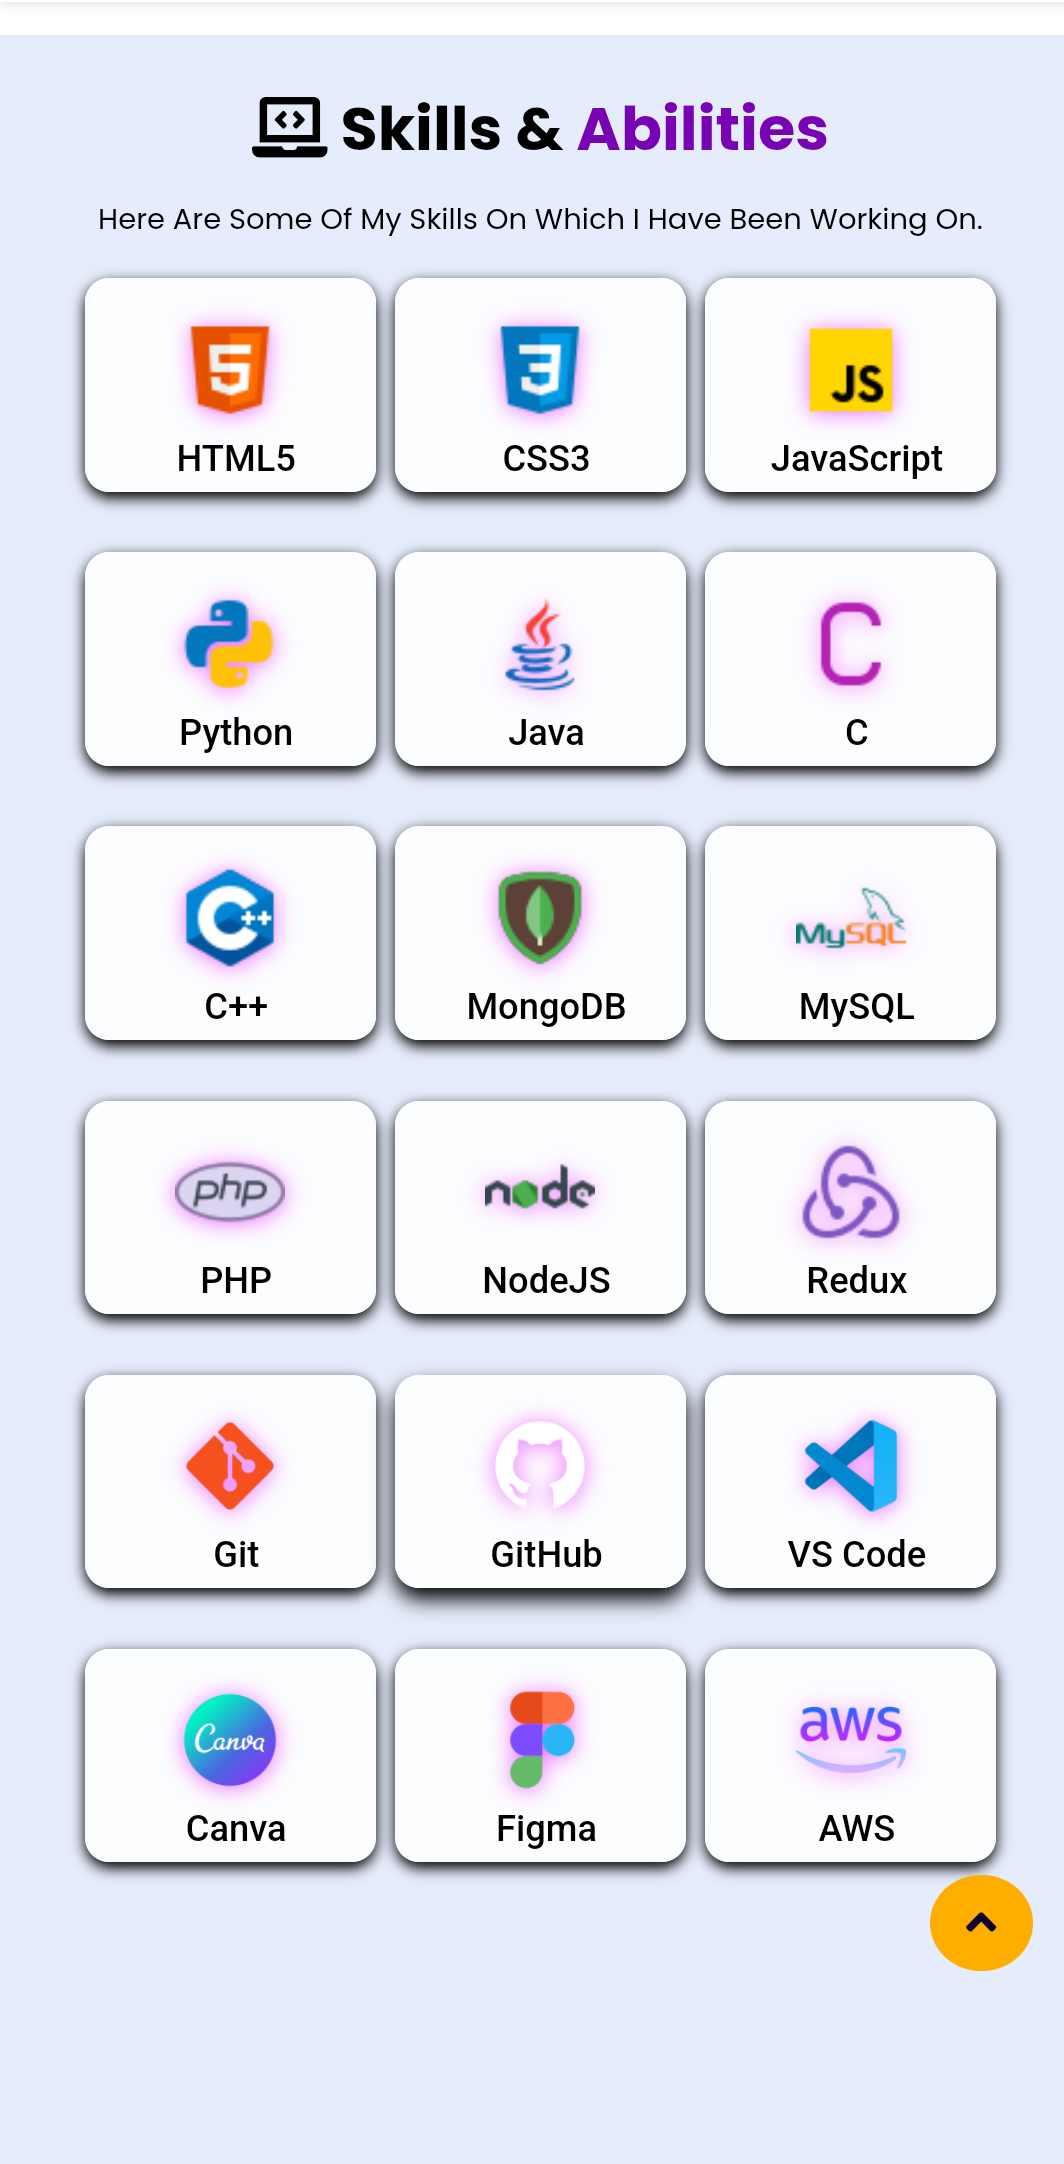 Skills & Abilities
Here Are Some Of My Skills On Which I Have Been Working On.
5 3 JS
HTML5 CSS3 JavaScript
C
Python Java C
C++ MySQL
C++ MongoDB MySQL
php node
PHP NodeJS Redux
Git GitHub VS Code
Canva aws
Canva Figma AWS